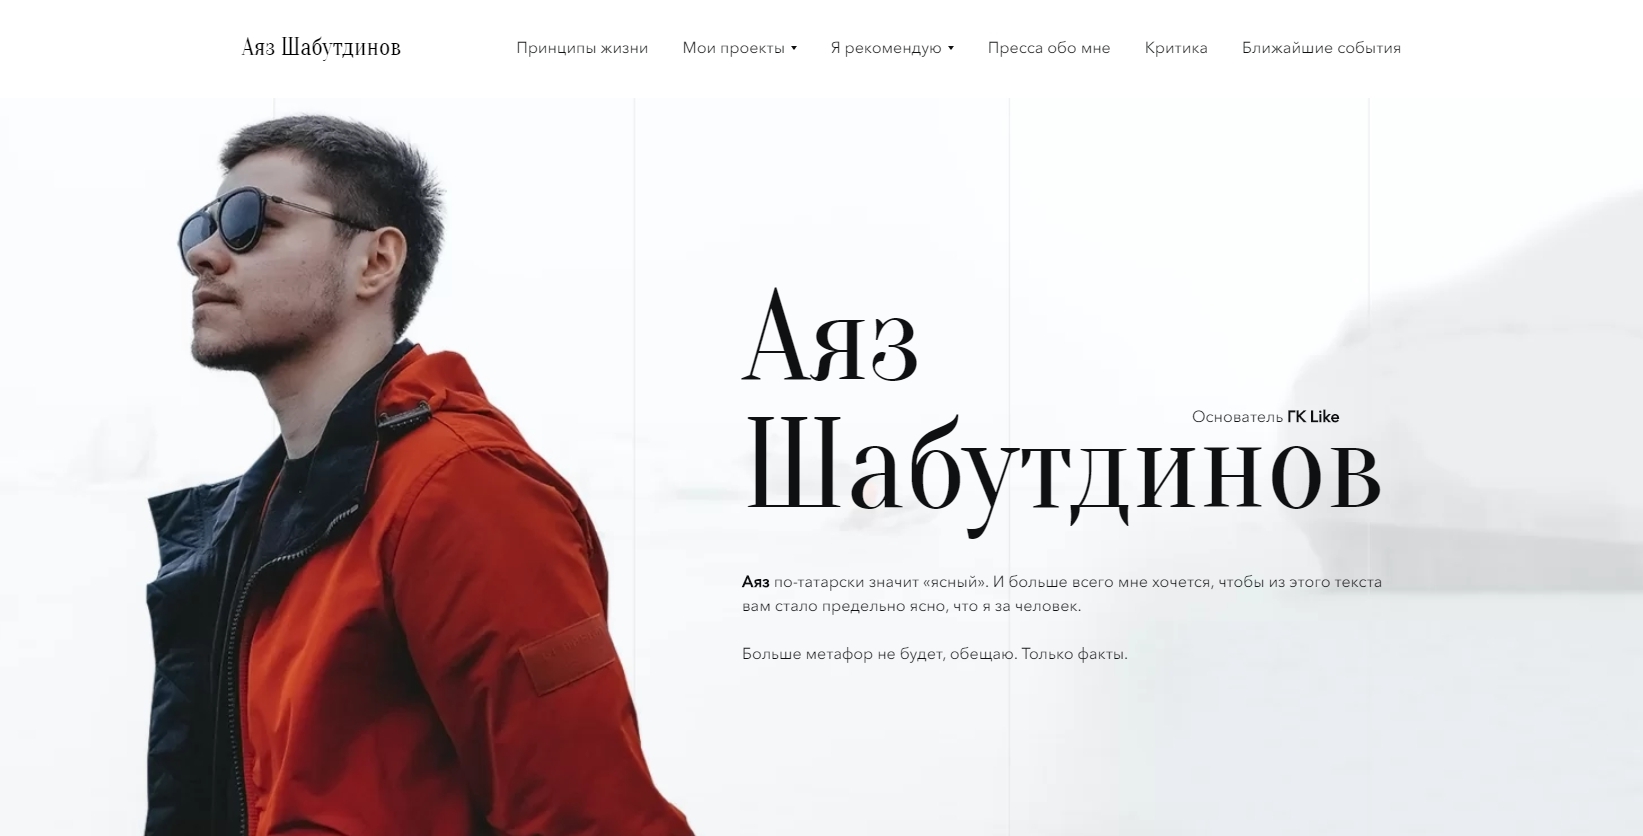 Аяз Шабутдинов
Принципы жизни
Мои проекты
Я рекомендую
Пресса обо мне
Критика
Ближайшие события
Аяз
Основатель ГК Like
Шабутдинов
Аяз по-татарски значит «ясный». И больше всего мне хочется, чтобы из этого текста
вам стало предельно ясно, что я за человек.
Больше метафор не будет, обещаю. Только факты.